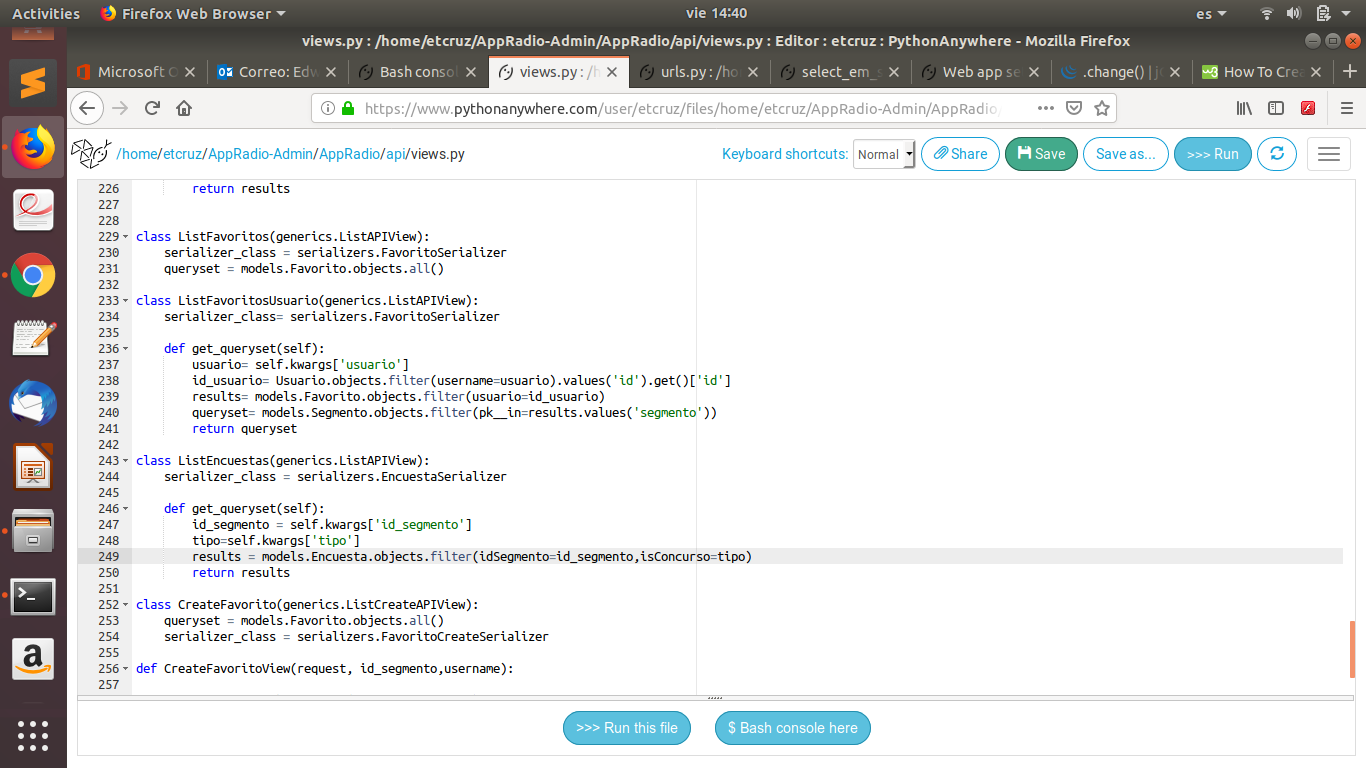 Activities Firefox Web Browser vie 14:40 es
views.py : /home/etcruz/AppRadio-Admin/AppRadio/api/views.py : Editor : etcruz : PythonAnywhere - Mozilla Firefox
Microsoft O Correo: Edw Bash consol views.py : /h urls.py : /ho select_em_s Web app se .change() | jQ How To Crea
https://www.pythonanywhere.com/user/etcruz/files/home/etcruz/AppRadio-Admin/AppRadio/
/home/etcruz/AppRadio-Admin/AppRadio/api/views.py Keyboard shortcuts: Normal Share Save Save as... >>> Run
226 return results
227
228
229 class ListFavoritos(generics.ListAPIView):
230 serializer_class = serializers.FavoritoSerializer
231 queryset = models.Favorito.objects.all()
232
233 class ListFavoritosUsuario(generics.ListAPIView):
234 serializer_class= serializers.FavoritoSerializer
235
236 def get_queryset(self):
237 usuario= self.kwargs['usuario']
238 id_usuario= Usuario.objects.filter(username=usuario).values('id').get()['id']
239 results= models.Favorito.objects.filter(usuario=id_usuario)
240 queryset= models.Segmento.objects.filter(pk__in=results.values('segmento'))
241 return queryset
242
243 class ListEncuestas(generics.ListAPIView):
244 serializer_class = serializers.EncuestaSerializer
245
246 def get_queryset(self):
247 id_segmento = self.kwargs['id_segmento']
248 tipo=self.kwargs['tipo']
249 results = models.Encuesta.objects.filter(idSegmento=id_segmento,isConcurso=tipo)
250 return results
251
252 class CreateFavorito(generics.ListCreateAPIView):
253 queryset = models.Favorito.objects.all()
254 serializer_class = serializers.FavoritoCreateSerializer
255
256 def CreateFavoritoView(request, id_segmento,username):
257
>>> Run this file $ Bash console here